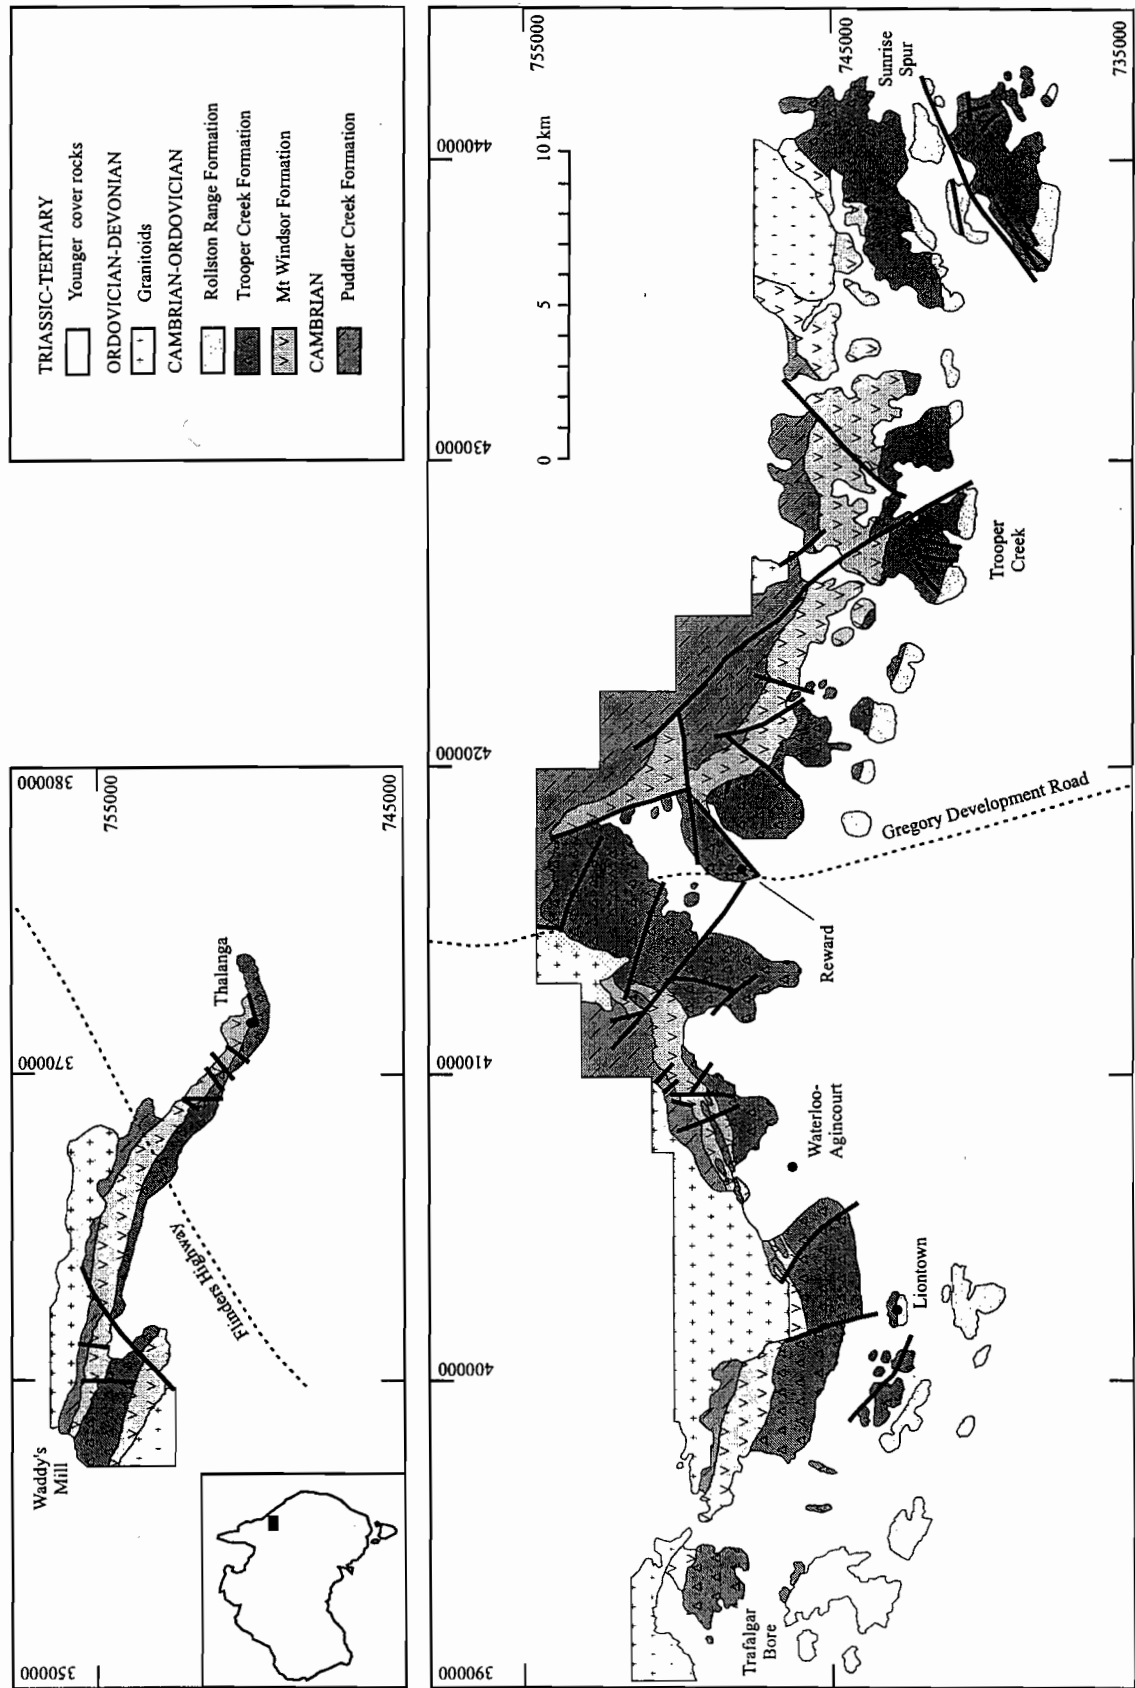 TRIASSIC-TERTIARY
Younger cover rocks
ORDOVICIAN-DEVONIAN
Granitoids
CAMBRIAN-ORDOVICIAN
Rollston Range Formation
Trooper Creek Formation
Mt Windsor Formation
CAMBRIAN
Puddler Creek Formation
350000
370000
380000
755000
745000
Waddy's
Mill
Thalanga
Flinders Highway
390000
400000
410000
420000
430000
440000
755000
745000
735000
0
5
10 km
Sunrise
Spur
Trooper
Creek
Gregory Development Road
Reward
Waterloo-
Agincourt
Liontown
Trafalgar
Bore